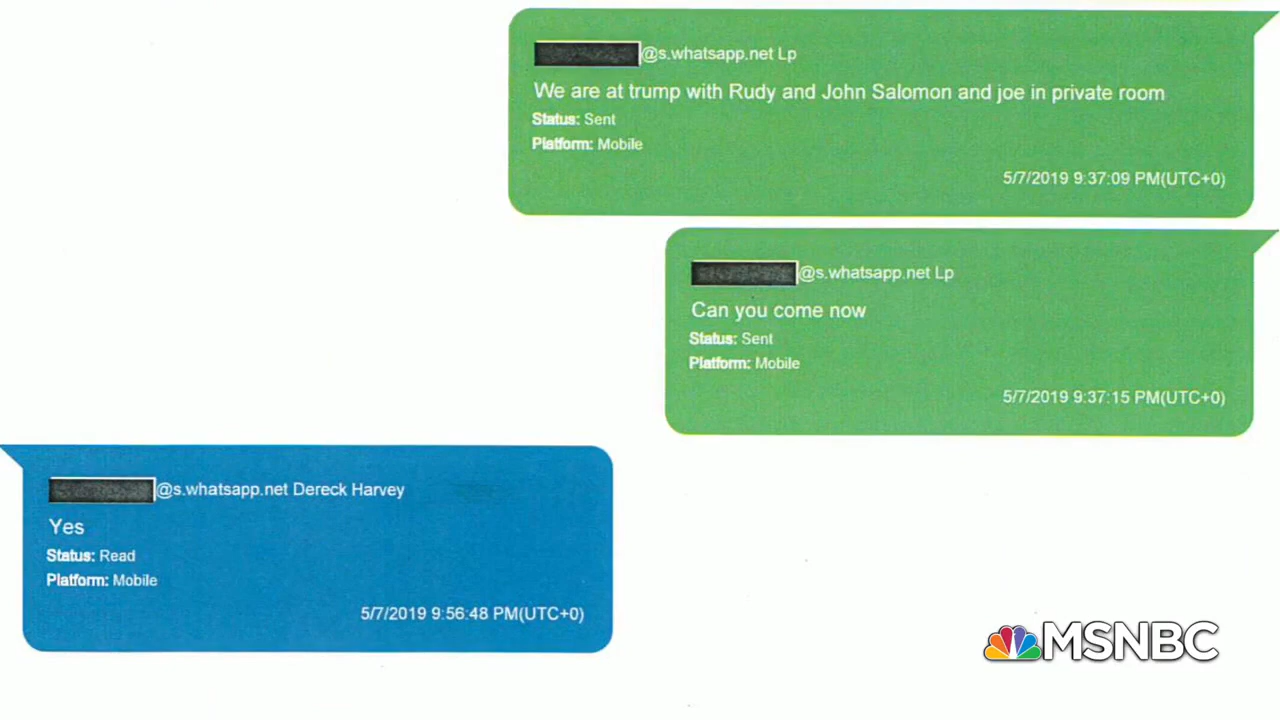 @s.whatsapp.net Lp
We are at trump with Rudy and John Salomon and joe in private room
Status: Sent
Platform: Mobile
5/7/2019 9:37:09 PM(UTC+0)
@s.whatsapp.net Lp
Can you come now
Status: Sent
Platform: Mobile
5/7/2019 9:37:15 PM(UTC+0)
@s.whatsapp.net Dereck Harvey
Yes
Status: Read
Platform: Mobile
5/7/2019 9:56:48 PM(UTC+0)
MSNBC